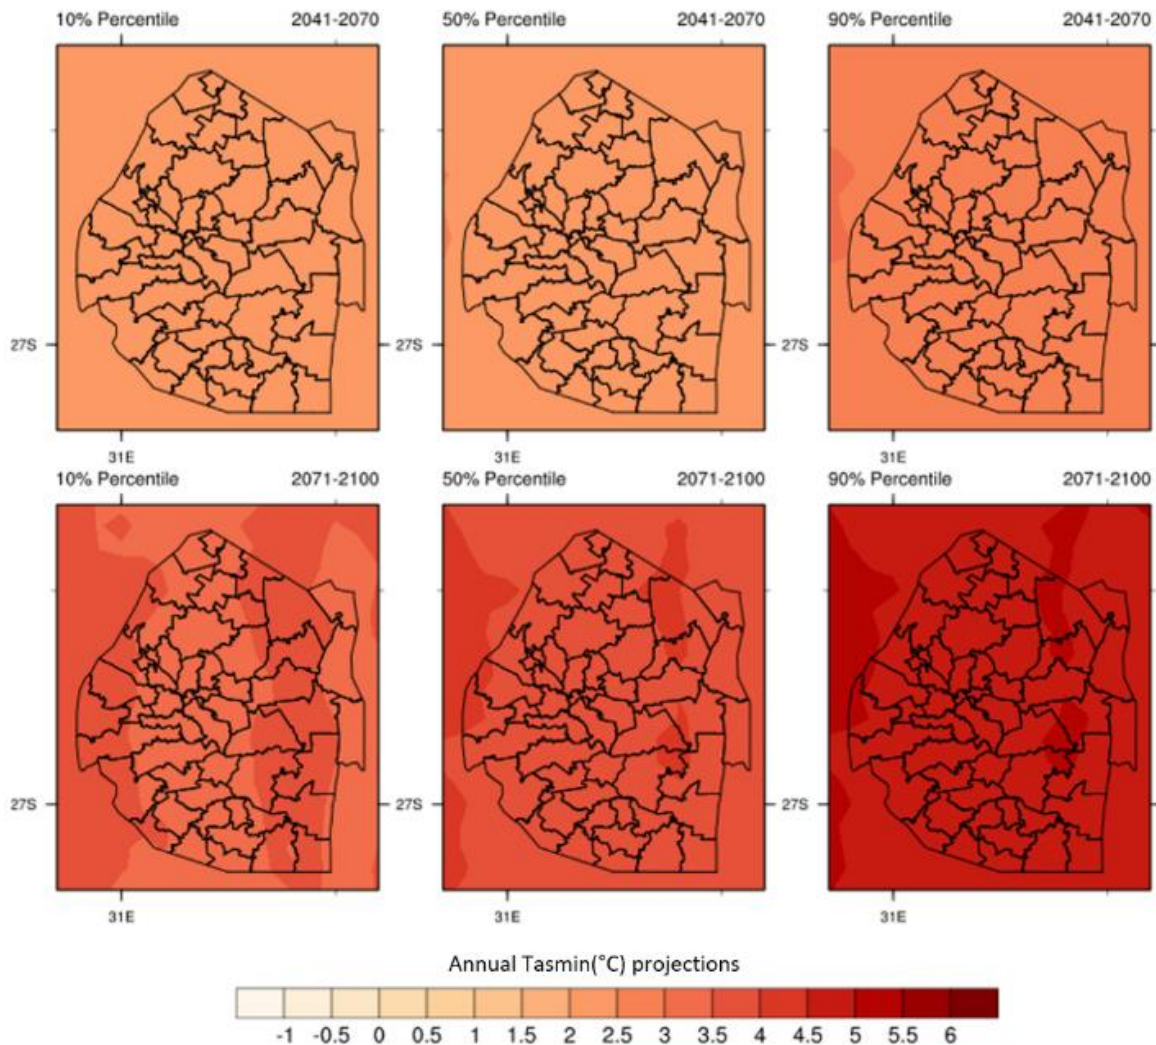 10% Percentile 2041-2070 50% Percentile 2041-2070 90% Percentile 2041-2070
27S 27S 27S
31E 31E 31E
10% Percentile 2071-2100 50% Percentile 2071-2100 90% Percentile 2071-2100
27S 27S 27S
31E 31E 31E
Annual Tasmin(°C) projections
-1 -0.5 0 0.5 1 1.5 2 2.5 3 3.5 4 4.5 5 5.5 6